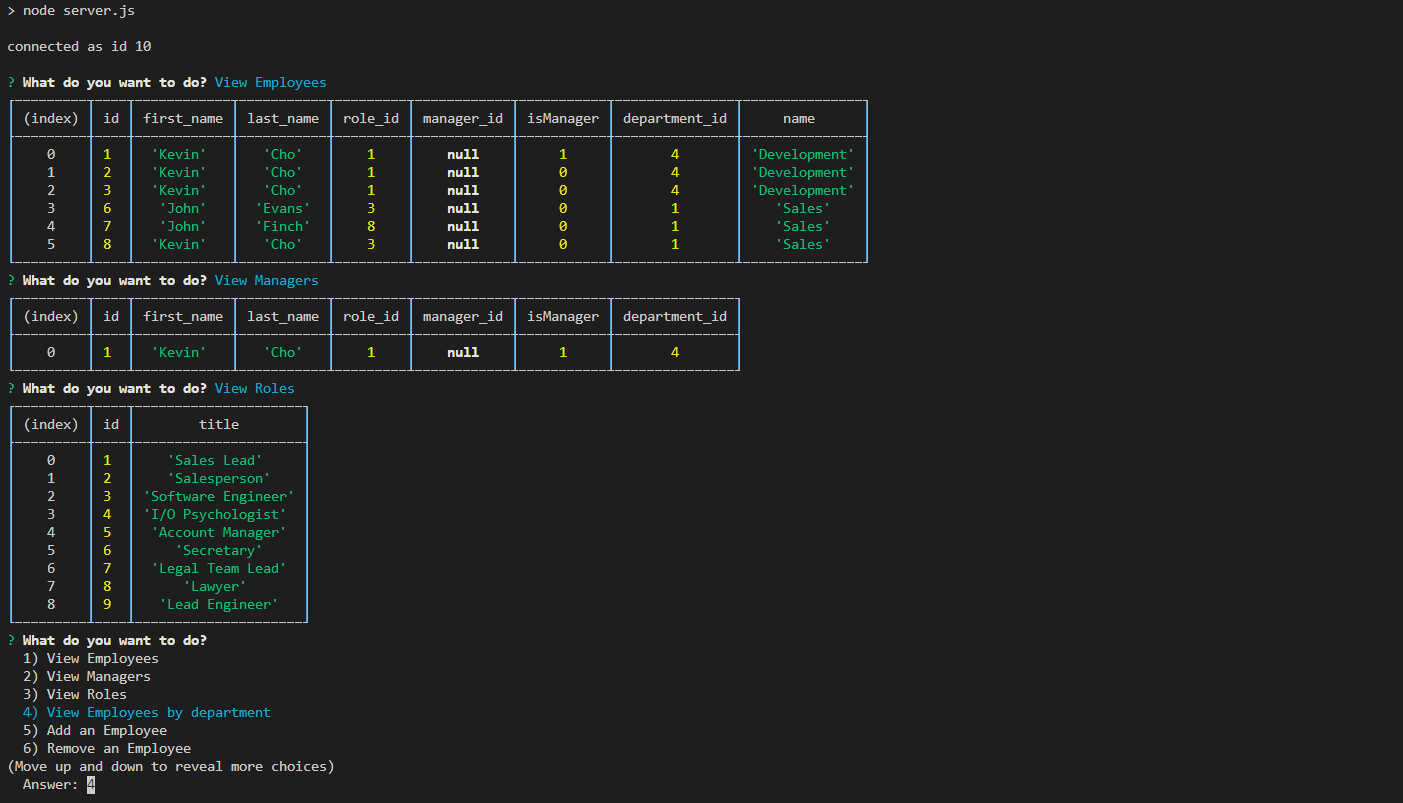 > node server.js
connected as id 10
? What do you want to do? View Employees
(index) id first_name last_name role_id manager_id isManager department_id name
0 1 'Kevin' 'Cho' 1 null 1 4 'Development'
1 2 'Kevin' 'Cho' 1 null 0 4 'Development'
2 3 'Kevin' 'Cho' 1 null 0 4 'Development'
3 6 'John' 'Evans' 3 null 0 1 'Sales'
4 7 'John' 'Finch' 8 null 0 1 'Sales'
5 8 'Kevin' 'Cho' 3 null 0 1 'Sales'
? What do you want to do? View Managers
(index) id first_name last_name role_id manager_id isManager department_id
0 1 'Kevin' 'Cho' 1 null 1 4
? What do you want to do? View Roles
(index) id title
0 1 'Sales Lead'
1 2 'Salesperson'
2 3 'Software Engineer'
3 4 'I/O Psychologist'
4 5 'Account Manager'
5 6 'Secretary'
6 7 'Legal Team Lead'
7 8 'Lawyer'
8 9 'Lead Engineer'
? What do you want to do?
1) View Employees
2) View Managers
3) View Roles
4) View Employees by department
5) Add an Employee
6) Remove an Employee
(Move up and down to reveal more choices)
Answer: 4